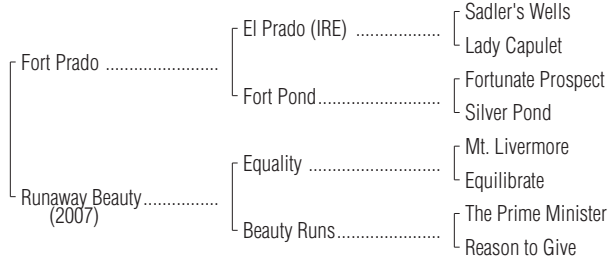 Sadler's Wells
El Prado (IRE) ..................
Lady Capulet
Fort Prado ........................
Fortunate Prospect
Fort Pond..........................
Silver Pond
Mt. Livermore
Equality ............................
Equilibrate
Runaway Beauty................
(2007)
The Prime Minister
Beauty Runs......................
Reason to Give